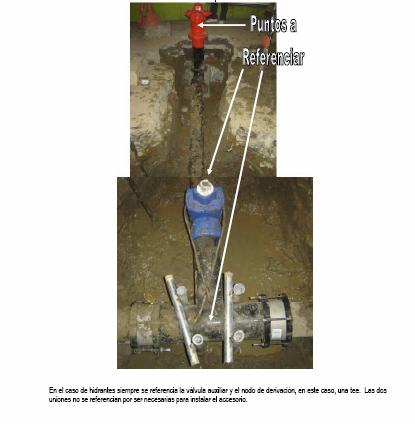 Puntos a
Referenciar
En el caso de hidrantes siempre se referencia la válvula auxiliar y el nodo de derivación, en este caso, una tee. Las dos
uniones no se referencian por ser necesarias para instalar el accesorio.